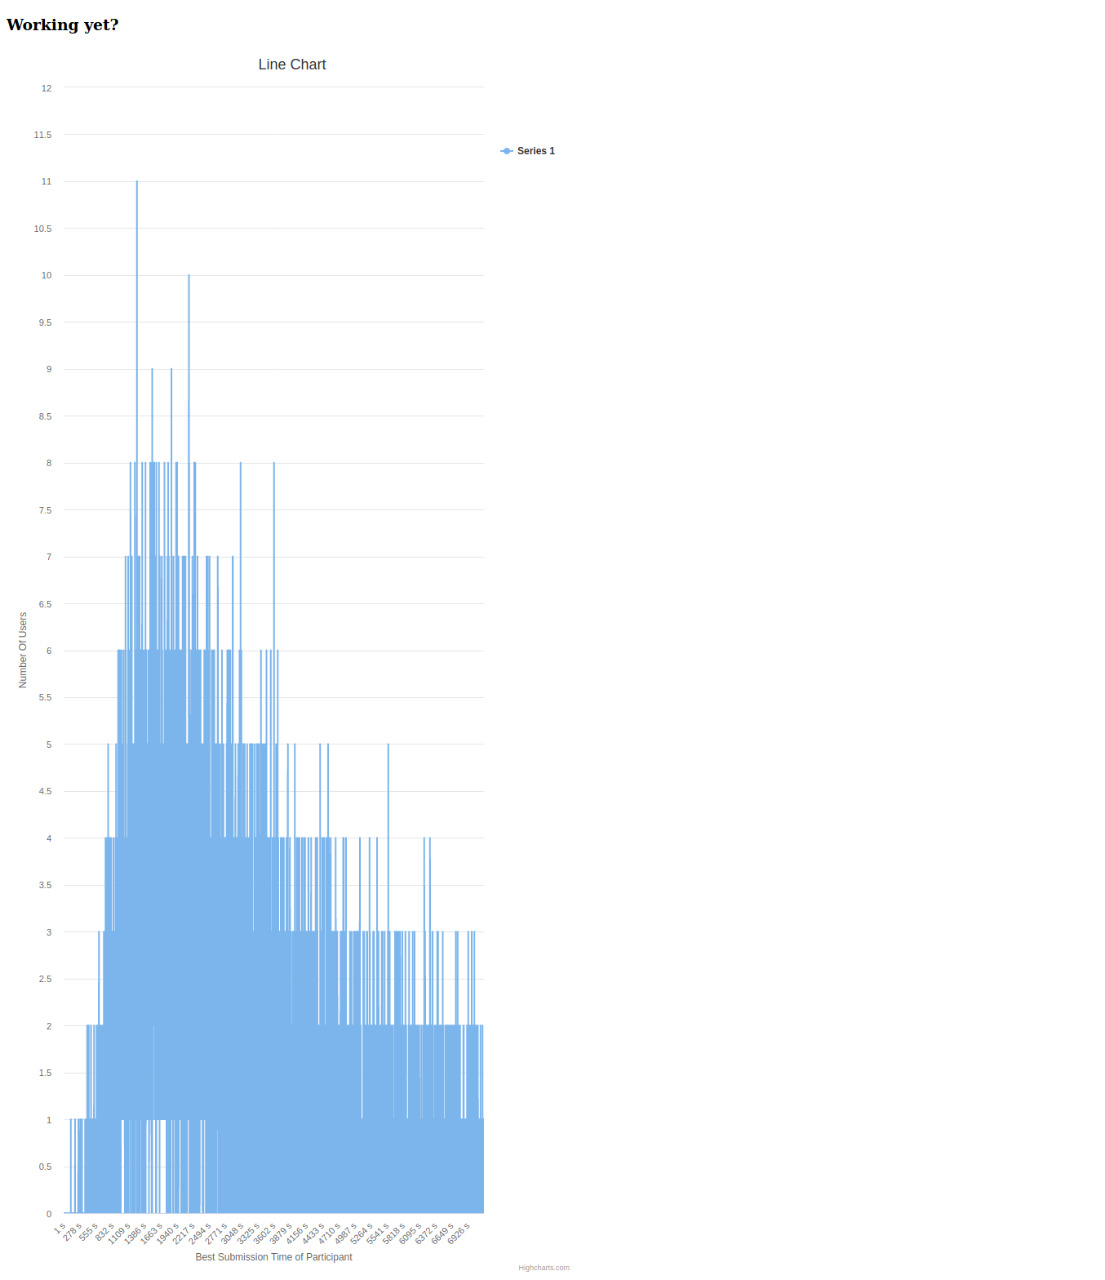 Working yet?
Line Chart
12
11.5
11
10.5
10
9.5
9
8.5
8
7.5
7
6.5
6
5.5
5
4.5
4
3.5
3
2.5
2
1.5
1
0.5
0
Number Of Users
Series 1
1 s
278 s
555 s
832 s
1109 s
1386 s
1663 s
1940 s
2217 s
2494 s
2771 s
3048 s
3325 s
3602 s
3879 s
4156 s
4433 s
4710 s
4987 s
5264 s
5541 s
5818 s
6095 s
6372 s
6649 s
6926 s
Best Submission Time of Participant
Highcharts.com